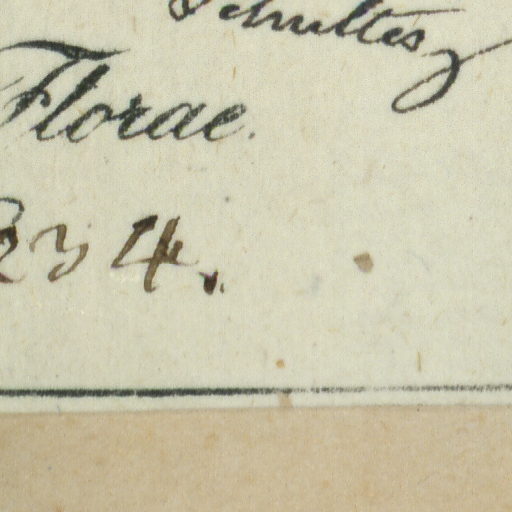 Schultes
Florae.
234.